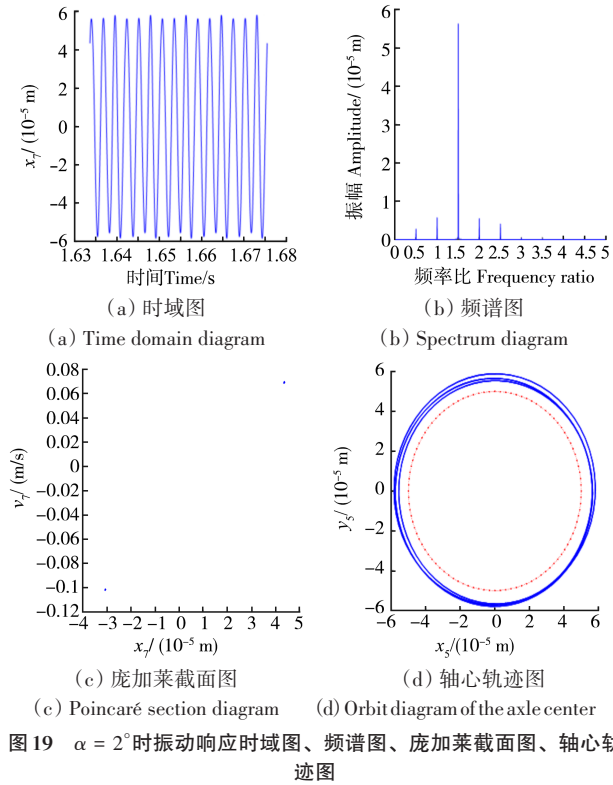 6
4
2
0
−2
−4
−6
x7/ (10⁻⁵ m)
1.63 1.64 1.65 1.66 1.67 1.68
时间Time/s
(a) 时域图
(a) Time domain diagram
6
5
4
3
2
1
0
振幅 Amplitude/ (10⁻⁵ m)
0 0.5 1 1.5 2 2.5 3 3.5 4 4.5 5
频率比 Frequency ratio
(b) 频谱图
(b) Spectrum diagram
0.08
0.06
0.04
0.02
0
−0.02
−0.04
−0.06
−0.08
−0.1
−0.12
v7/ (m/s)
−4 −3 −2 −1 0 1 2 3 4 5
x7/ (10⁻⁵ m)
(c) 庞加莱截面图
(c) Poincaré section diagram
6
4
2
0
−2
−4
−6
y5/ (10⁻⁵ m)
−6 −4 −2 0 2 4 6
x5/(10⁻⁵ m)
(d) 轴心轨迹图
(d) Orbit diagram of the axle center
图19 α = 2°时振动响应时域图、频谱图、庞加莱截面图、轴心轨
迹图